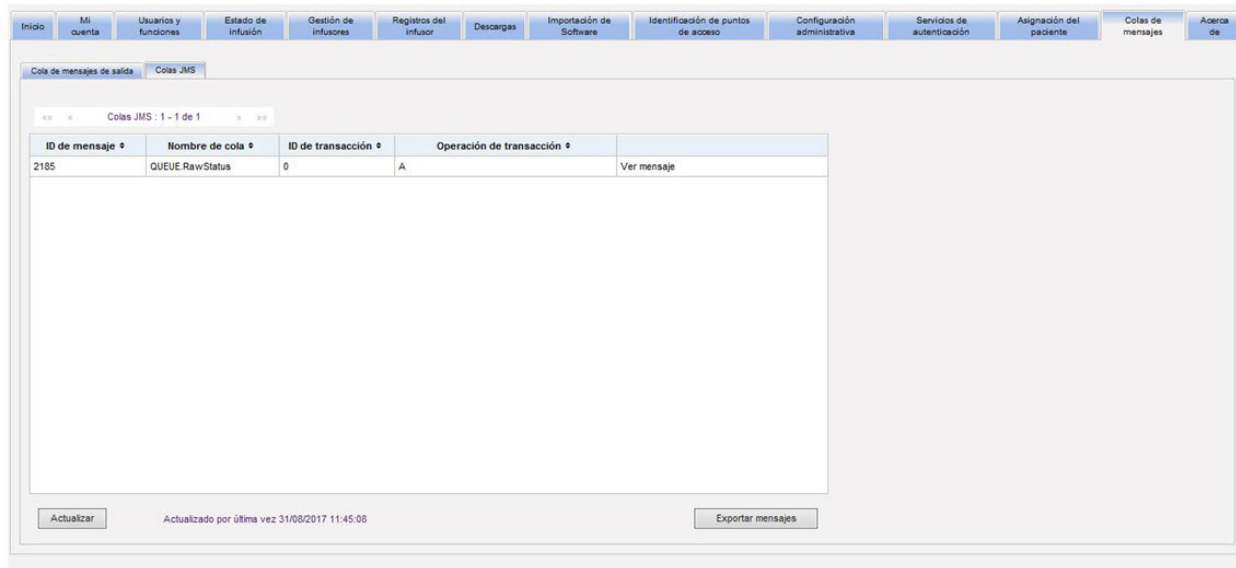 Inicio
Mi cuenta
Usuarios y funciones
Estado de infusión
Gestión de infusores
Registros del infusor
Descargas
Importación de Software
Identificación de puntos de acceso
Configuración administrativa
Servicios de autenticación
Asignación del paciente
Colas de mensajes
Acerca de
Cola de mensajes de salida Colas JMS
«« « Colas JMS : 1 - 1 de 1 » »»
ID de mensaje Nombre de cola ID de transacción Operación de transacción
2185 QUEUE.RawStatus 0 A Ver mensaje
Actualizar Actualizado por última vez 31/08/2017 11:45:08 Exportar mensajes